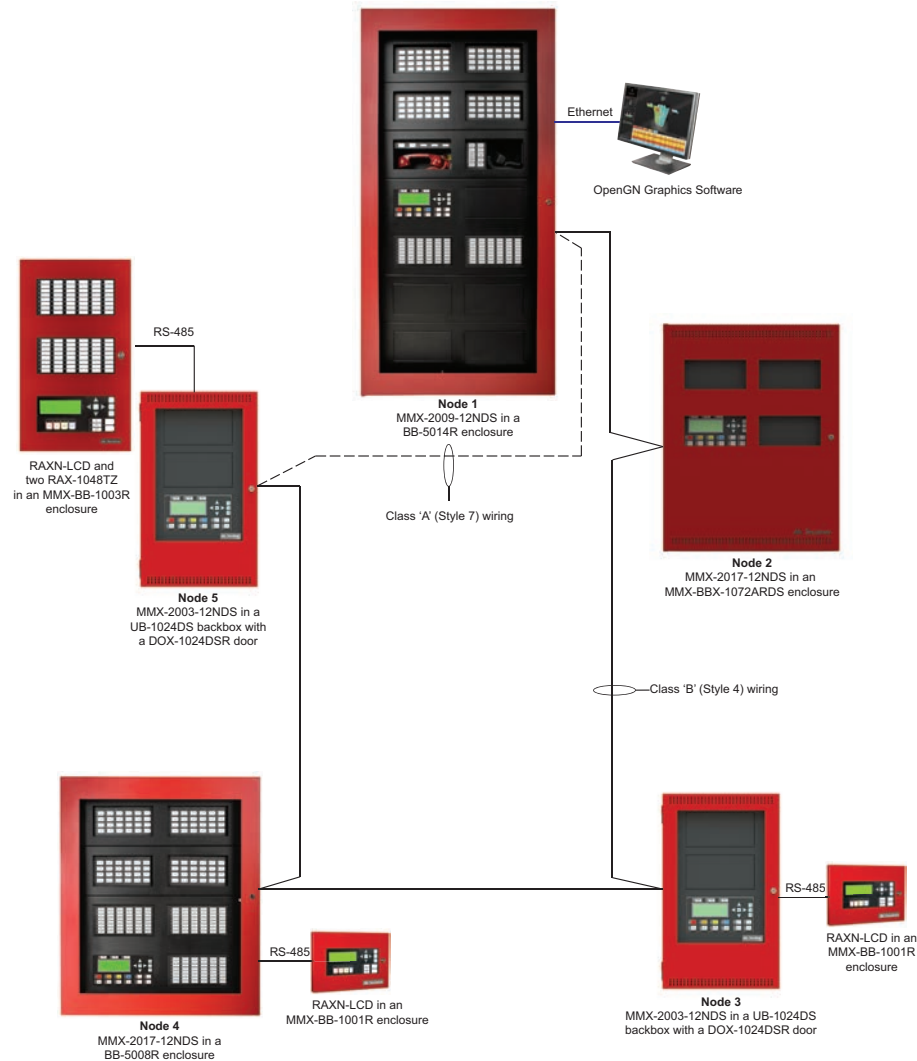 Ethernet
OpenGN Graphics Software
Node 1
MMX-2009-12NDS in a
BB-5014R enclosure
RS-485
RAXN-LCD and
two RAX-1048TZ
in an MMX-BB-1003R
enclosure
Class ‘A’ (Style 7) wiring
Node 2
MMX-2017-12NDS in an
MMX-BBX-1072ARDS enclosure
Node 5
MMX-2003-12NDS in a
UB-1024DS backbox with
a DOX-1024DSR door
Class ‘B’ (Style 4) wiring
RS-485
RAXN-LCD in an
MMX-BB-1001R
enclosure
RS-485
RAXN-LCD in an
MMX-BB-1001R enclosure
Node 3
MMX-2003-12NDS in a UB-1024DS
backbox with a DOX-1024DSR door
Node 4
MMX-2017-12NDS in a
BB-5008R enclosure